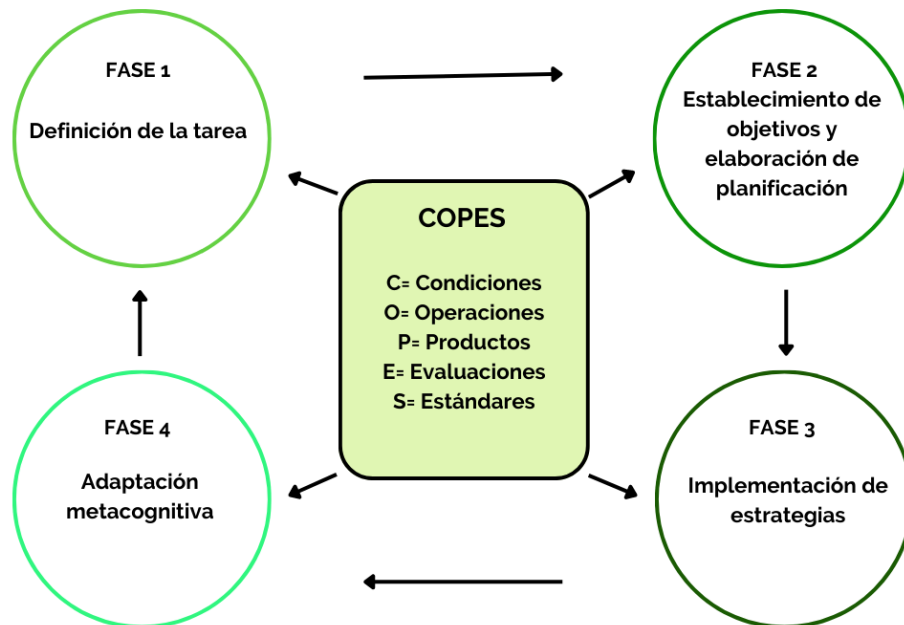 FASE 1
Definición de la tarea
FASE 2
Establecimiento de
objetivos y
elaboración de
planificación
COPES
C= Condiciones
O= Operaciones
P= Productos
E= Evaluaciones
S= Estándares
FASE 4
Adaptación
metacognitiva
FASE 3
Implementación de
estrategias